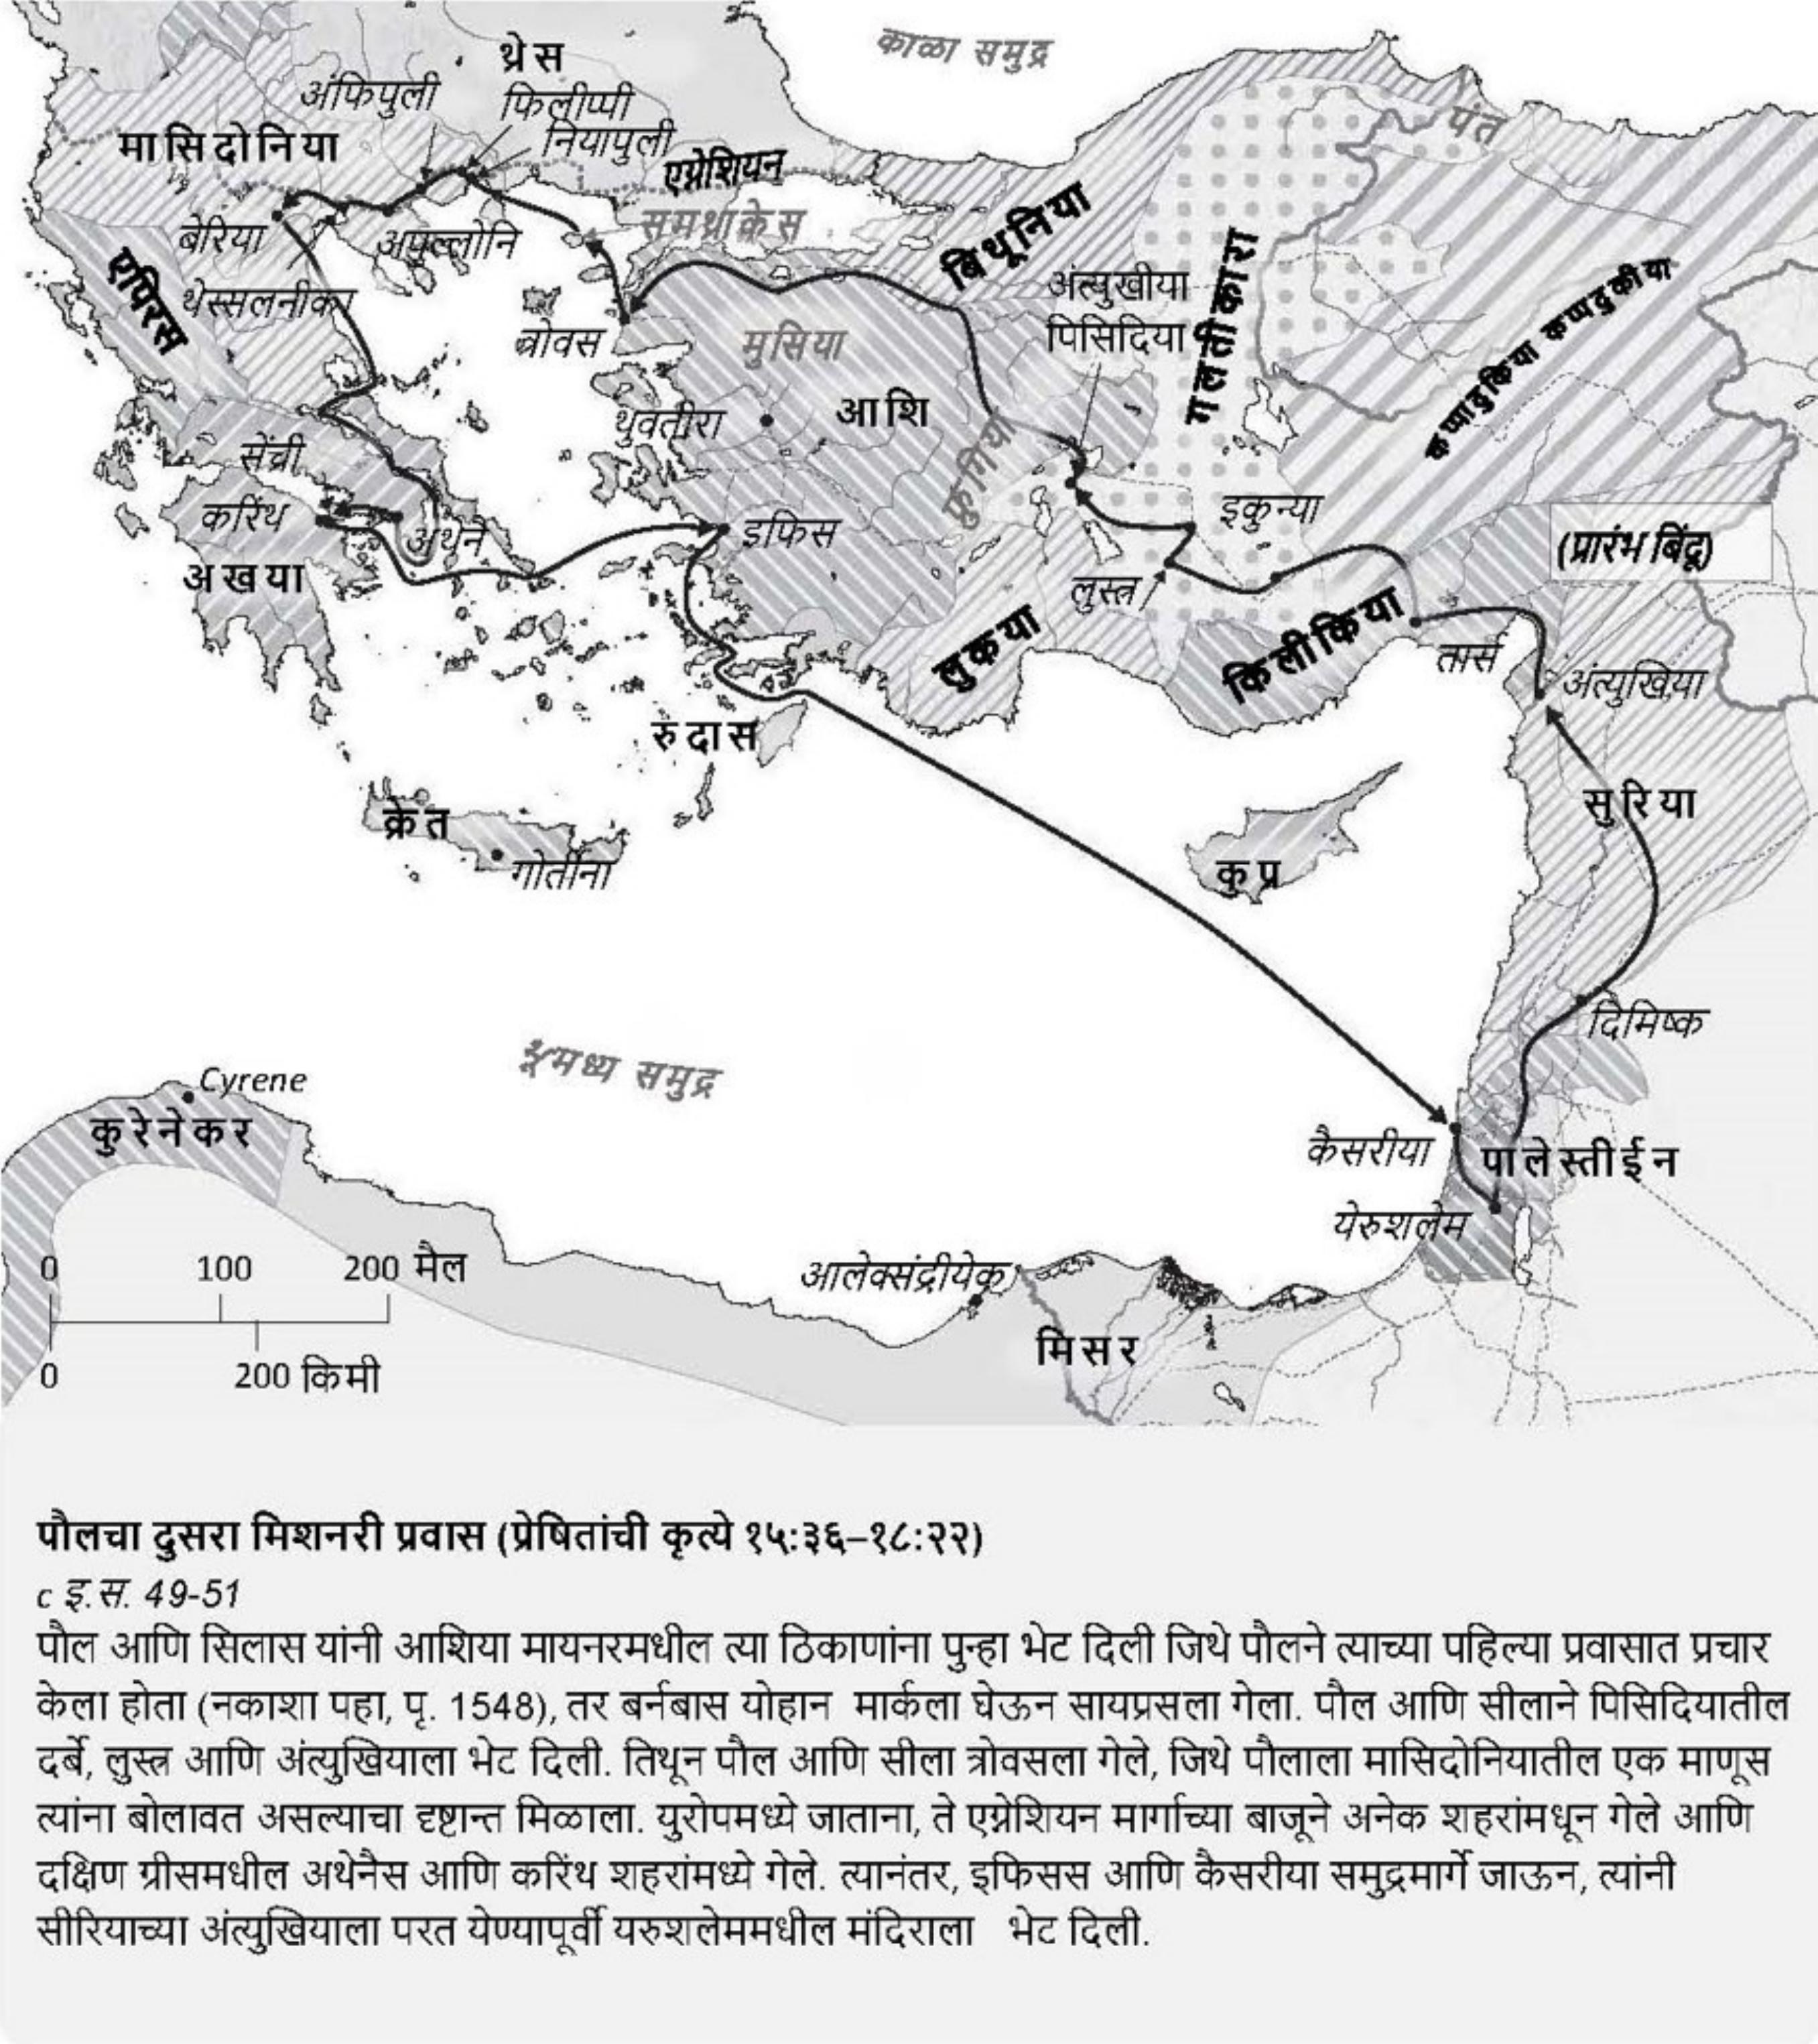 काळा समुद्र
थ्रेस
अंफिपुली
फिलीप्पी
नियापुली
पंत
मासिदोनिया
एग्नेशियन
समथ्राक्रेस
बेरिया
अपुल्लोनि
बिथूनिया
एपिरस
थेस्सलनीका
अंत्युखीया
पिसिदिया
गलतीकारा
कप्पादुकिया कप्पदुकीया
त्रोवस
मुसिया
आशि
थुवतीरा
फ्रुगिया
सेंच्री
करिंथ
अथेने
इफिस
इकुन्या
(प्रारंभ बिंदू)
अखया
लुस्त्र
लुकया
किलीकिया
तार्स
अंत्युखिया
रुदास
सुरिया
क्रेत
गोर्तीना
कुप्र
दिमिष्क
भूमध्य समुद्र
Cyrene
कुरेनेकर
कैसरीया
पालेस्तीईन
येरुशलेम
0 100 200 मैल
आलेक्संद्रीयेक
मिसर
0 200 किमी
पौलचा दुसरा मिशनरी प्रवास (प्रेषितांची कृत्ये १५:३६–१८:२२)
c इ.स. 49-51
पौल आणि सिलास यांनी आशिया मायनरमधील त्या ठिकाणांना पुन्हा भेट दिली जिथे पौलने त्याच्या पहिल्या प्रवासात प्रचार
केला होता (नकाशा पहा, पृ. 1548), तर बर्नबास योहान मार्कला घेऊन सायप्रसला गेला. पौल आणि सीलाने पिसिदियातील
दर्बे, लुस्त्र आणि अंत्युखियाला भेट दिली. तिथून पौल आणि सीला त्रोवसला गेले, जिथे पौलाला मासिदोनियातील एक माणूस
त्यांना बोलावत असल्याचा दृष्टान्त मिळाला. युरोपमध्ये जाताना, ते एग्नेशियन मार्गाच्या बाजूने अनेक शहरांमधून गेले आणि
दक्षिण ग्रीसमधील अथेनैस आणि करिंथ शहरांमध्ये गेले. त्यानंतर, इफिसस आणि कैसरीया समुद्रमार्गे जाऊन, त्यांनी
सीरियाच्या अंत्युखियाला परत येण्यापूर्वी यरुशलेममधील मंदिराला भेट दिली.